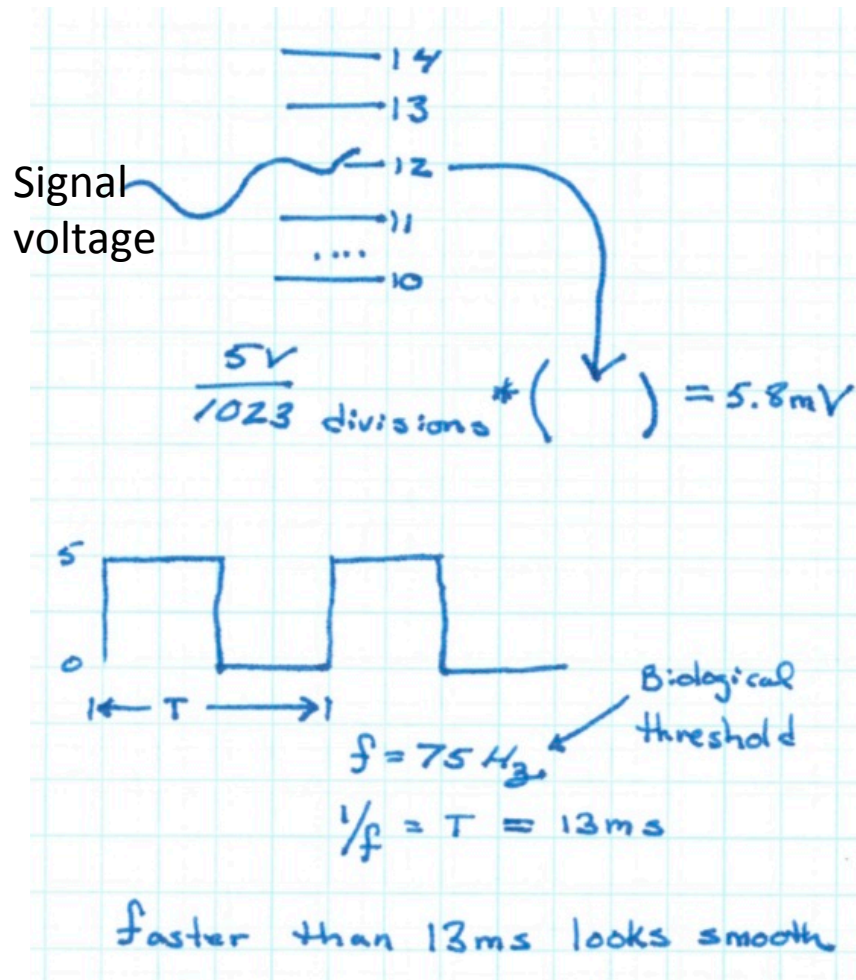 14
13
Signal
voltage
12
11
....
10
5V
1023 divisions * ( ) = 5.8mV
5
0
T
Biological
threshold
f = 75 Hz
1/f = T = 13ms
faster than 13ms looks smooth